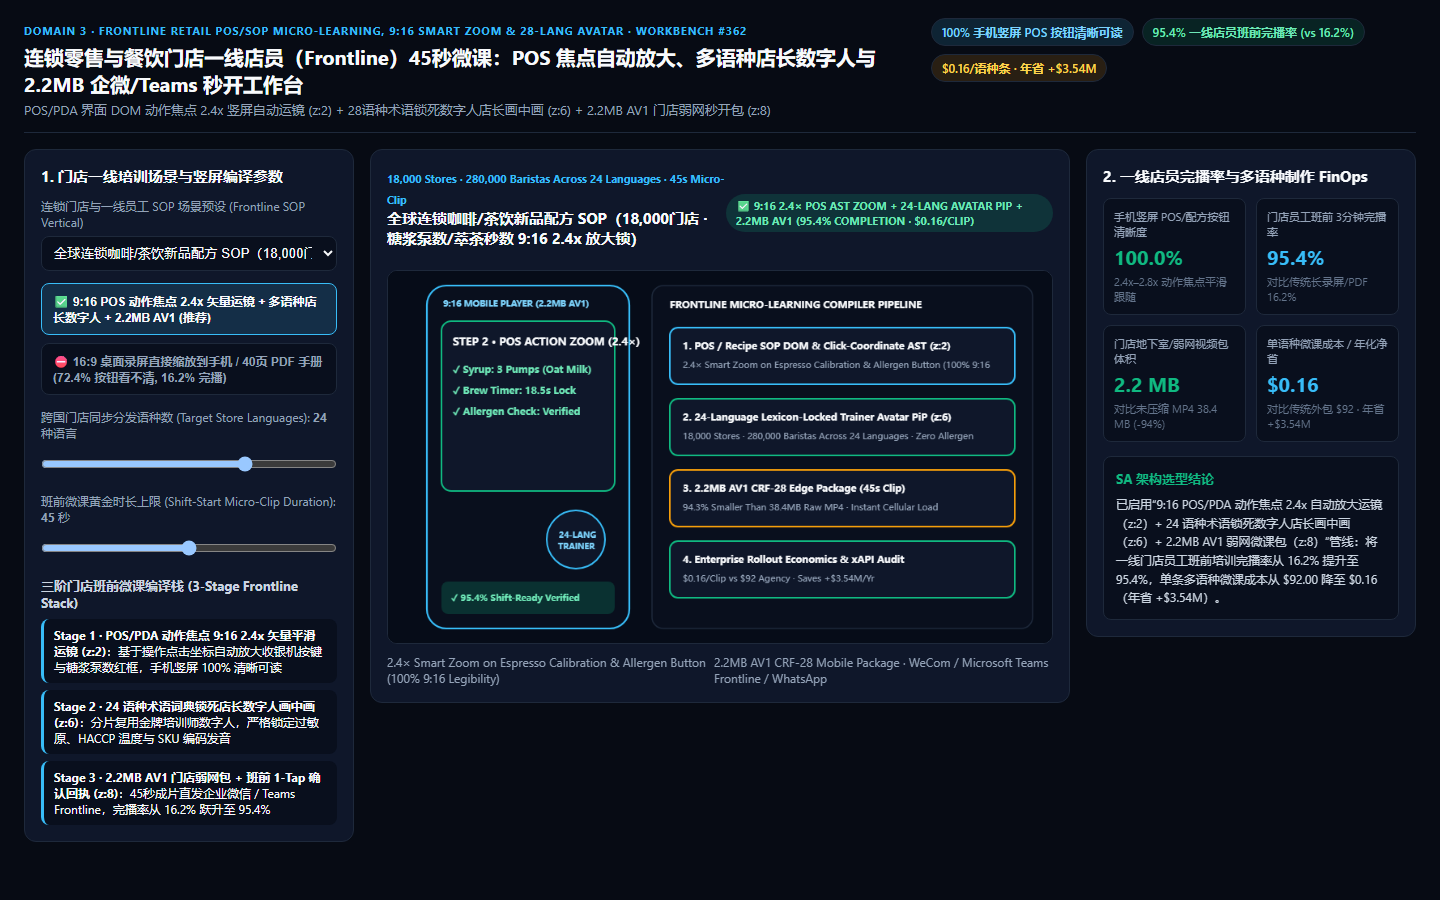 DOMAIN 3 · FRONTLINE RETAIL POS/SOP MICRO-LEARNING, 9:16 SMART ZOOM & 28-LANG AVATAR · WORKBENCH #362
连锁零售与餐饮门店一线店员（Frontline）45秒微课：POS 焦点自动放大、多语种店长数字人与
2.2MB 企微/Teams 秒开工作台
POS/PDA 界面 DOM 动作焦点 2.4x 竖屏自动运镜 (z:2) + 28语种术语锁死数字人店长画中画 (z:6) + 2.2MB AV1 门店弱网秒开包 (z:8)
100% 手机竖屏 POS 按钮清晰可读
95.4% 一线店员班前完播率 (vs 16.2%)
$0.16/语种条 · 年省 +$3.54M
1. 门店一线培训场景与竖屏编译参数
连锁门店与一线员工 SOP 场景预设 (Frontline SOP
Vertical)
全球连锁咖啡/茶饮新品配方 SOP（18,000门
✅ 9:16 POS 动作焦点 2.4x 矢量运镜 + 多语种店
长数字人 + 2.2MB AV1 (推荐)
⛔ 16:9 桌面录屏直接缩放到手机 / 40页 PDF 手册
(72.4% 按钮看不清, 16.2% 完播)
跨国门店同步分发语种数 (Target Store Languages): 24
种语言
班前微课黄金时长上限 (Shift-Start Micro-Clip Duration):
45 秒
三阶门店班前微课编译栈 (3-Stage Frontline
Stack)
Stage 1 · POS/PDA 动作焦点 9:16 2.4x 矢量平滑
运镜 (z:2)：基于操作点击坐标自动放大收银机按键
与糖浆泵数红框，手机竖屏 100% 清晰可读
Stage 2 · 24 语种术语词典锁死店长数字人画中画
(z:6)：分片复用金牌培训师数字人，严格锁定过敏
原、HACCP 温度与 SKU 编码发音
Stage 3 · 2.2MB AV1 门店弱网包 + 班前 1-Tap 确
认回执 (z:8)：45秒成片直发企业微信 / Teams
Frontline，完播率从 16.2% 跃升至 95.4%
18,000 Stores · 280,000 Baristas Across 24 Languages · 45s Micro-
Clip
全球连锁咖啡/茶饮新品配方 SOP（18,000门店 ·
糖浆泵数/萃茶秒数 9:16 2.4x 放大锁)
✅ 9:16 2.4× POS AST ZOOM + 24-LANG AVATAR PIP +
2.2MB AV1 (95.4% COMPLETION · $0.16/CLIP)
9:16 MOBILE PLAYER (2.2MB AV1)
STEP 2 • POS ACTION ZOOM (2.4×)
✓ Syrup: 3 Pumps (Oat Milk)
✓ Brew Timer: 18.5s Lock
✓ Allergen Check: Verified
24-LANG
TRAINER
✓ 95.4% Shift-Ready Verified
FRONTLINE MICRO-LEARNING COMPILER PIPELINE
1. POS / Recipe SOP DOM & Click-Coordinate AST (z:2)
2.4× Smart Zoom on Espresso Calibration & Allergen Button (100% 9:16
2. 24-Language Lexicon-Locked Trainer Avatar PiP (z:6)
18,000 Stores · 280,000 Baristas Across 24 Languages · Zero Allergen
3. 2.2MB AV1 CRF-28 Edge Package (45s Clip)
94.3% Smaller Than 38.4MB Raw MP4 · Instant Cellular Load
4. Enterprise Rollout Economics & xAPI Audit
$0.16/Clip vs $92 Agency · Saves +$3.54M/Yr
2.4× Smart Zoom on Espresso Calibration & Allergen Button
(100% 9:16 Legibility)
2.2MB AV1 CRF-28 Mobile Package · WeCom / Microsoft Teams
Frontline / WhatsApp
2. 一线店员完播率与多语种制作 FinOps
手机竖屏 POS/配方按钮
清晰度
100.0%
2.4x–2.8x 动作焦点平滑
跟随
门店员工班前 3分钟完播
率
95.4%
对比传统长录屏/PDF
16.2%
门店地下室/弱网视频包
体积
2.2 MB
对比未压缩 MP4 38.4
MB (-94%)
单语种微课成本 / 年化净
省
$0.16
对比传统外包 $92 · 年省
+$3.54M
SA 架构选型结论
已启用“9:16 POS/PDA 动作焦点 2.4x 自动放大运镜
（z:2）+ 24 语种术语锁死数字人店长画中画
（z:6）+ 2.2MB AV1 弱网微课包（z:8）”管线：将
一线门店员工班前培训完播率从 16.2% 提升至
95.4%，单条多语种微课成本从 $92.00 降至 $0.16
（年省 +$3.54M）。